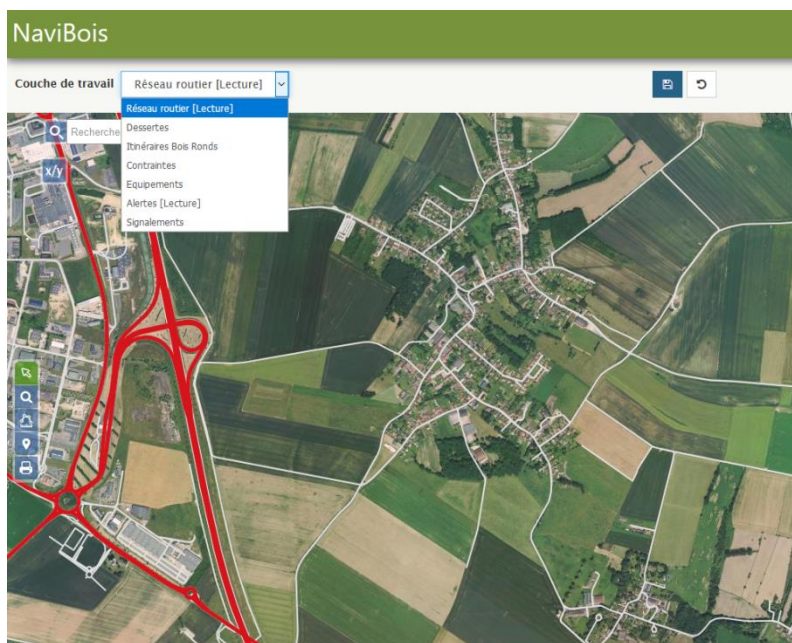 NaviBois
Couche de travail Réseau routier [Lecture]
Réseau routier [Lecture]
Dessertes
Itinéraires Bois Ronds
Contraintes
Equipements
Alertes [Lecture]
Signalements
Recherche
x/y